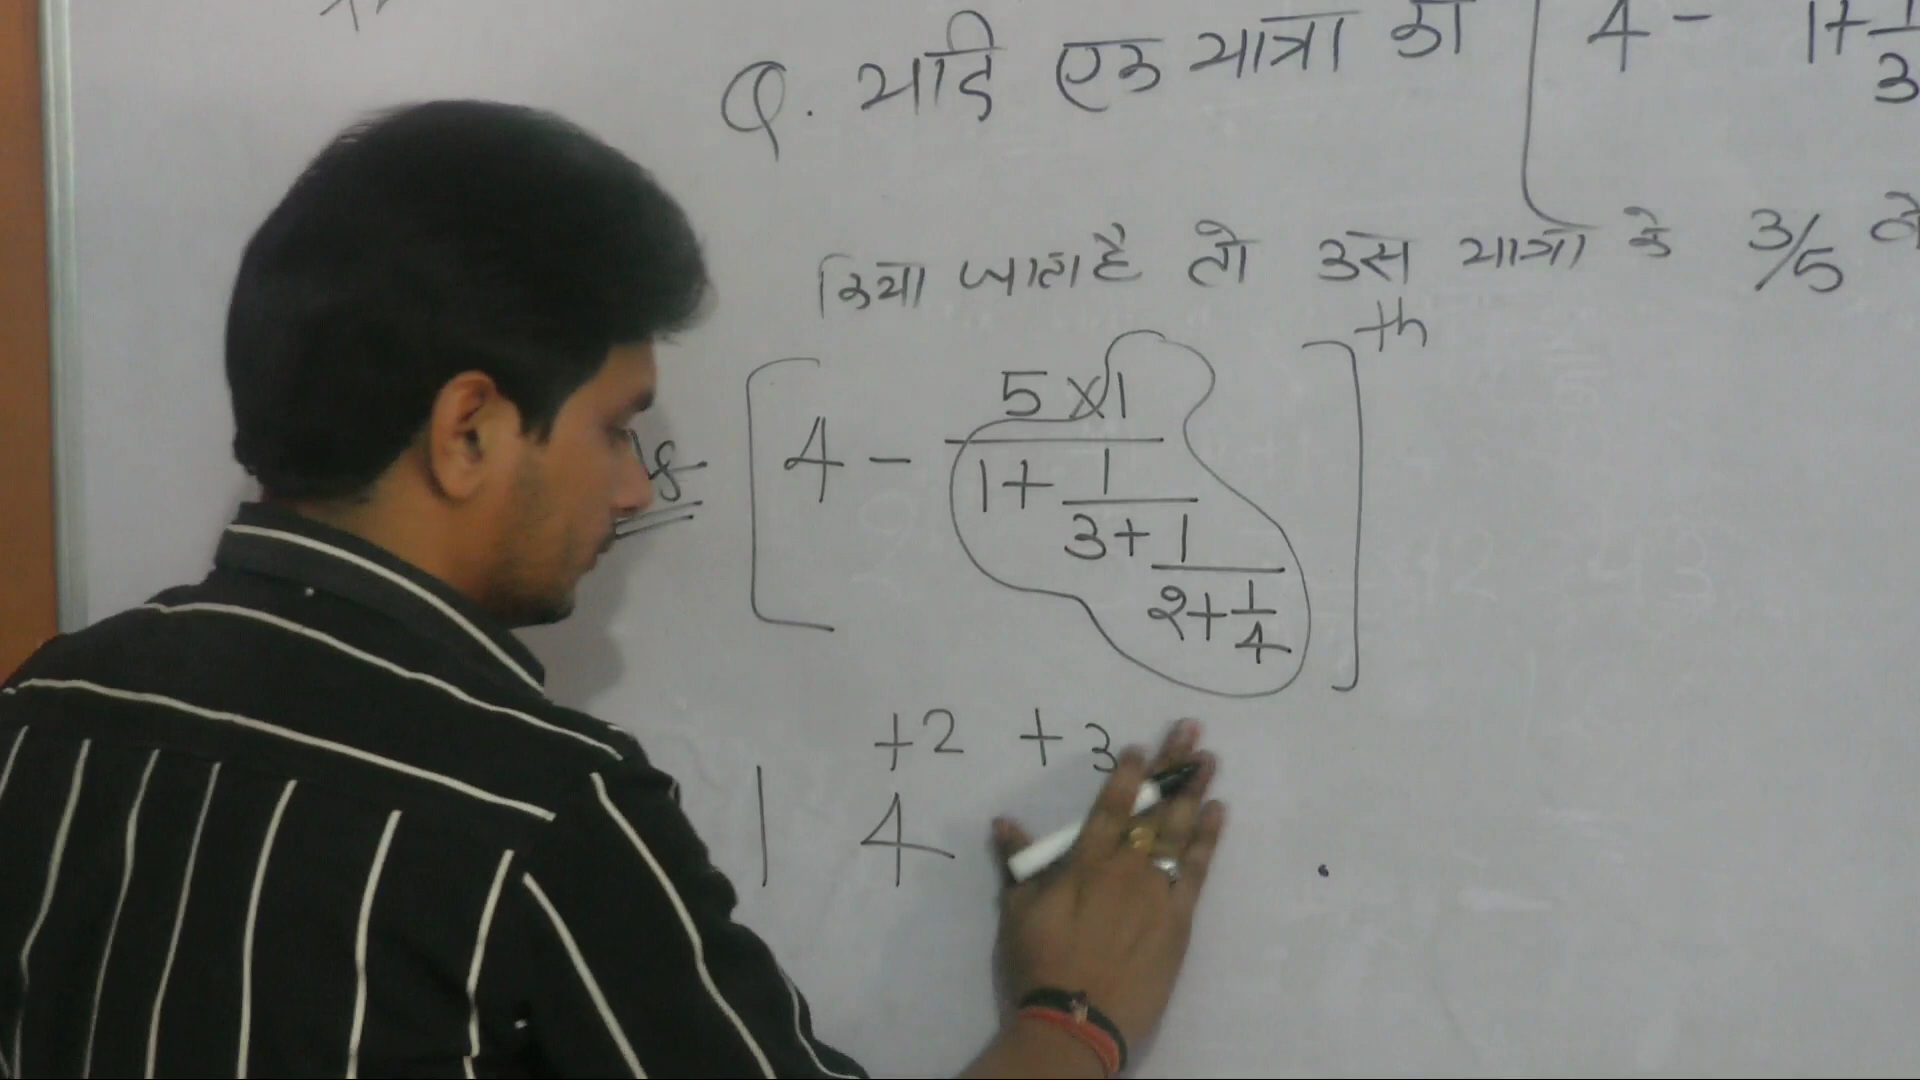 Q. यदि एक यात्रा का [ 4 - 1+1/3
किया जाता है तो उस यात्रा के 3/5
[ 4 - 5×1/(1+1/(3+1/(2+1/4))) ]th
+2 +3
1 4